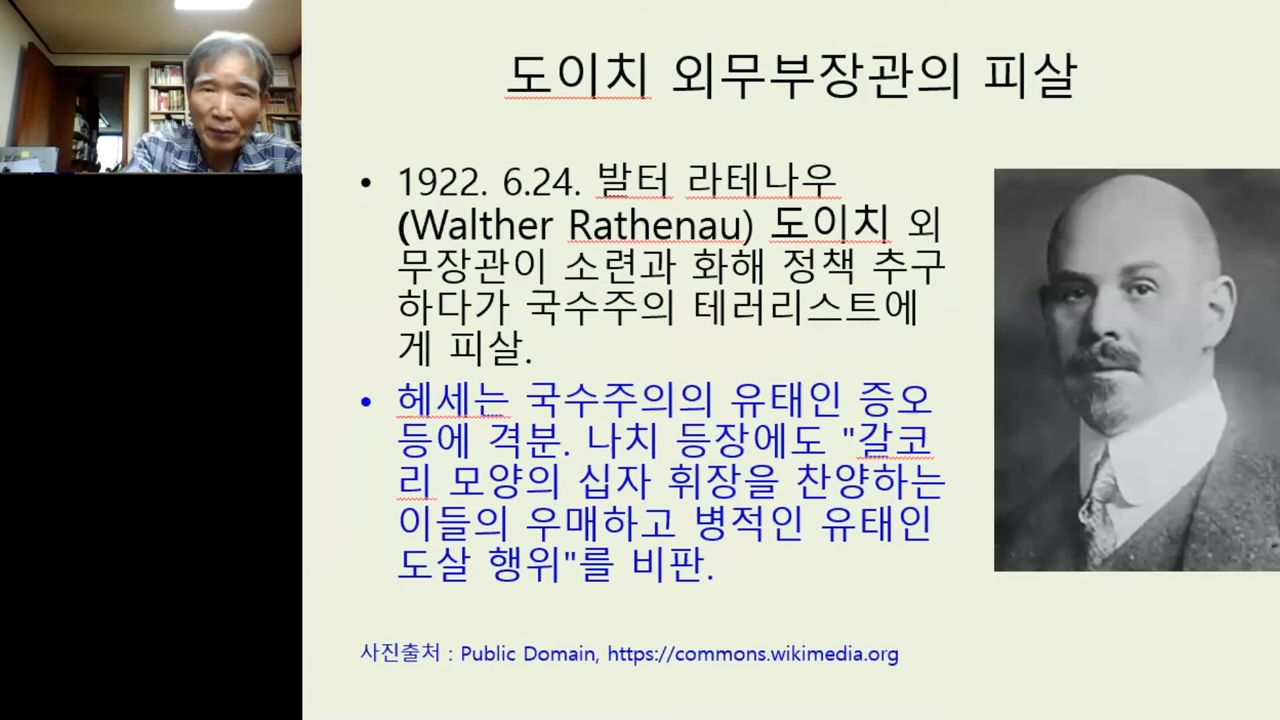 도이치 외무부장관의 피살
• 1922. 6.24. 발터 라테나우
(Walther Rathenau) 도이치 외
무장관이 소련과 화해 정책 추구
하다가 국수주의 테러리스트에
게 피살.
• 헤세는 국수주의의 유태인 증오
등에 격분. 나치 등장에도 "갈코
리 모양의 십자 휘장을 찬양하는
이들의 우매하고 병적인 유태인
도살 행위"를 비판.
사진출처 : Public Domain, https://commons.wikimedia.org